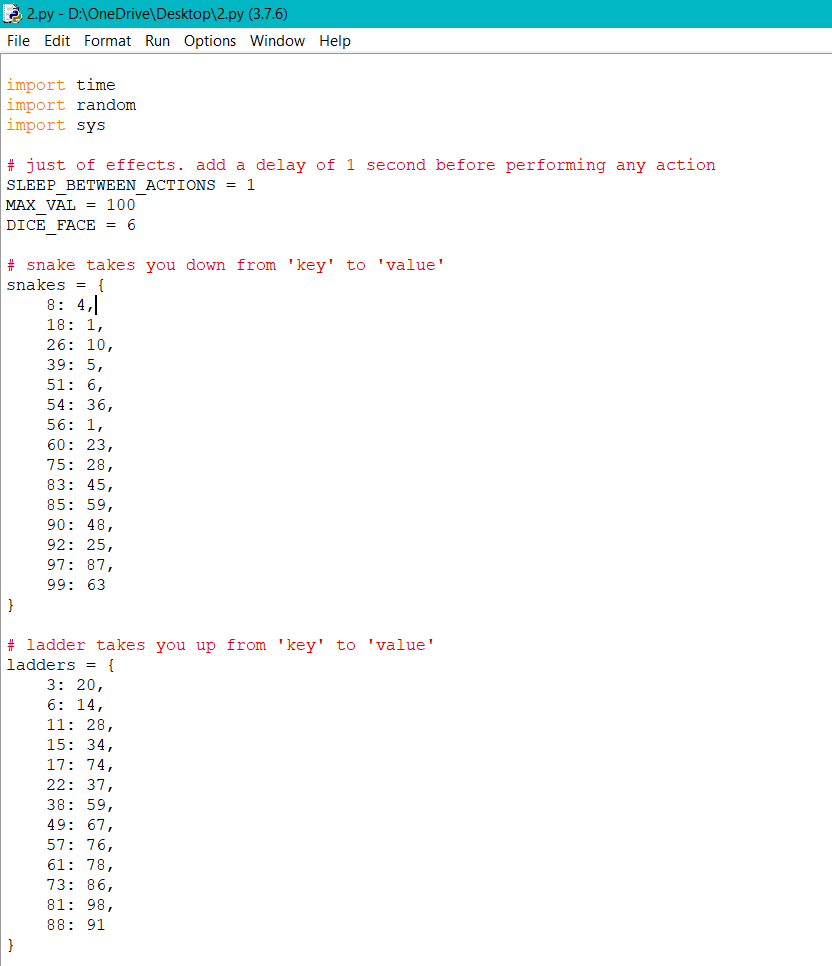 2.py - D:\OneDrive\Desktop\2.py (3.7.6)
File Edit Format Run Options Window Help
import time
import random
import sys
# just of effects. add a delay of 1 second before performing any action
SLEEP_BETWEEN_ACTIONS = 1
MAX_VAL = 100
DICE_FACE = 6
# snake takes you down from 'key' to 'value'
snakes = {
    8: 4,
    18: 1,
    26: 10,
    39: 5,
    51: 6,
    54: 36,
    56: 1,
    60: 23,
    75: 28,
    83: 45,
    85: 59,
    90: 48,
    92: 25,
    97: 87,
    99: 63
}
# ladder takes you up from 'key' to 'value'
ladders = {
    3: 20,
    6: 14,
    11: 28,
    15: 34,
    17: 74,
    22: 37,
    38: 59,
    49: 67,
    57: 76,
    61: 78,
    73: 86,
    81: 98,
    88: 91
}